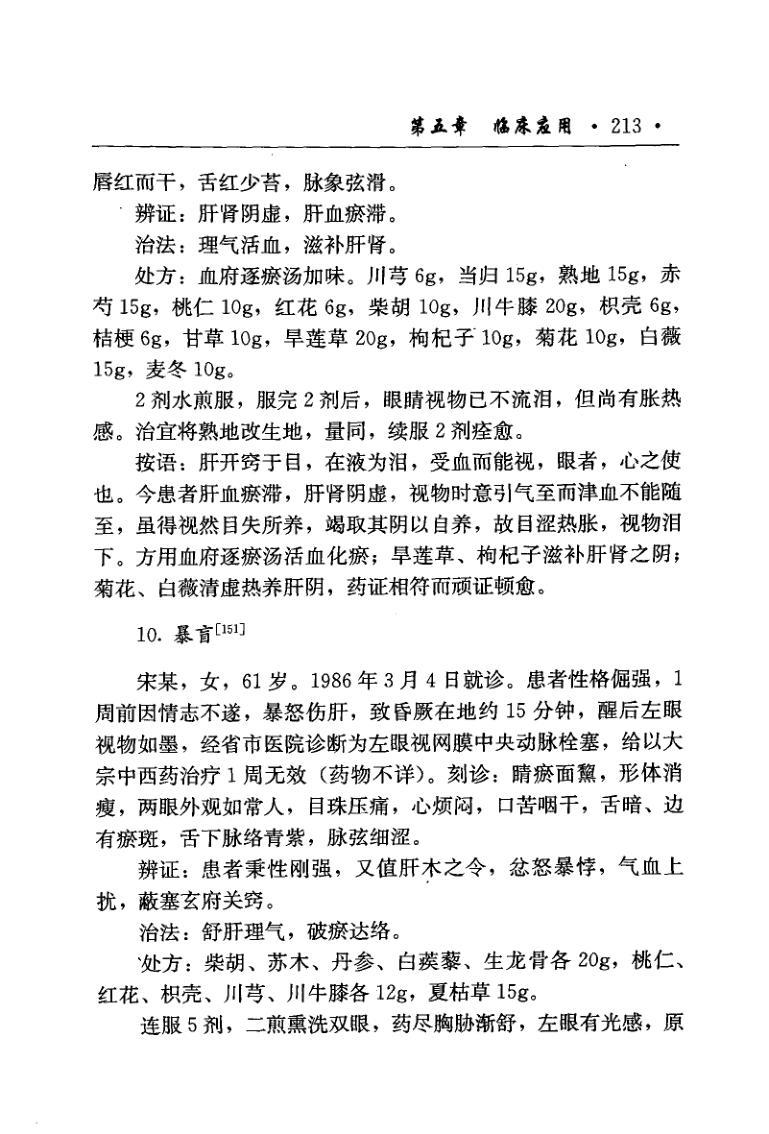 第五章 临床应用 · 213 ·
唇红而干，舌红少苔，脉象弦滑。
辨证：肝肾阴虚，肝血瘀滞。
治法：理气活血，滋补肝肾。
处方：血府逐瘀汤加味。川芎 6g，当归 15g，熟地 15g，赤
芍 15g，桃仁 10g，红花 6g，柴胡 10g，川牛膝 20g，枳壳 6g，
桔梗 6g，甘草 10g，旱莲草 20g，枸杞子 10g，菊花 10g，白薇
15g，麦冬 10g。
2 剂水煎服，服完 2 剂后，眼睛视物已不流泪，但尚有胀热
感。治宜将熟地改生地，量同，续服 2 剂痊愈。
按语：肝开窍于目，在液为泪，受血而能视，眼者，心之使
也。今患者肝血瘀滞，肝肾阴虚，视物时意引气至而津血不能随
至，虽得视然目失所养，竭取其阴以自养，故目涩热胀，视物泪
下。方用血府逐瘀汤活血化瘀；旱莲草、枸杞子滋补肝肾之阴；
菊花、白薇清虚热养肝阴，药证相符而顽证顿愈。
10. 暴盲[151]
宋某，女，61 岁。1986 年 3 月 4 日就诊。患者性格倔强，1
周前因情志不遂，暴怒伤肝，致昏厥在地约 15 分钟，醒后左眼
视物如墨，经省市医院诊断为左眼视网膜中央动脉栓塞，给以大
宗中西药治疗 1 周无效（药物不详）。刻诊：睛瘀面黧，形体消
瘦，两眼外观如常人，目珠压痛，心烦闷，口苦咽干，舌暗、边
有瘀斑，舌下脉络青紫，脉弦细涩。
辨证：患者秉性刚强，又值肝木之令，忿怒暴悖，气血上
扰，蔽塞玄府关窍。
治法：舒肝理气，破瘀达络。
处方：柴胡、苏木、丹参、白蒺藜、生龙骨各 20g，桃仁、
红花、枳壳、川芎、川牛膝各 12g，夏枯草 15g。
连服 5 剂，二煎熏洗双眼，药尽胸胁渐舒，左眼有光感，原